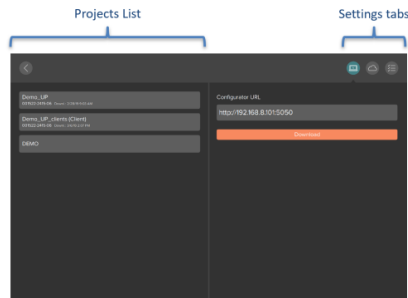 Projects List
Settings tabs
Demo_UP
Configurator URL
http://192.168.8.101:5050
Demo_UP_clients (Client)
Download
DEMO